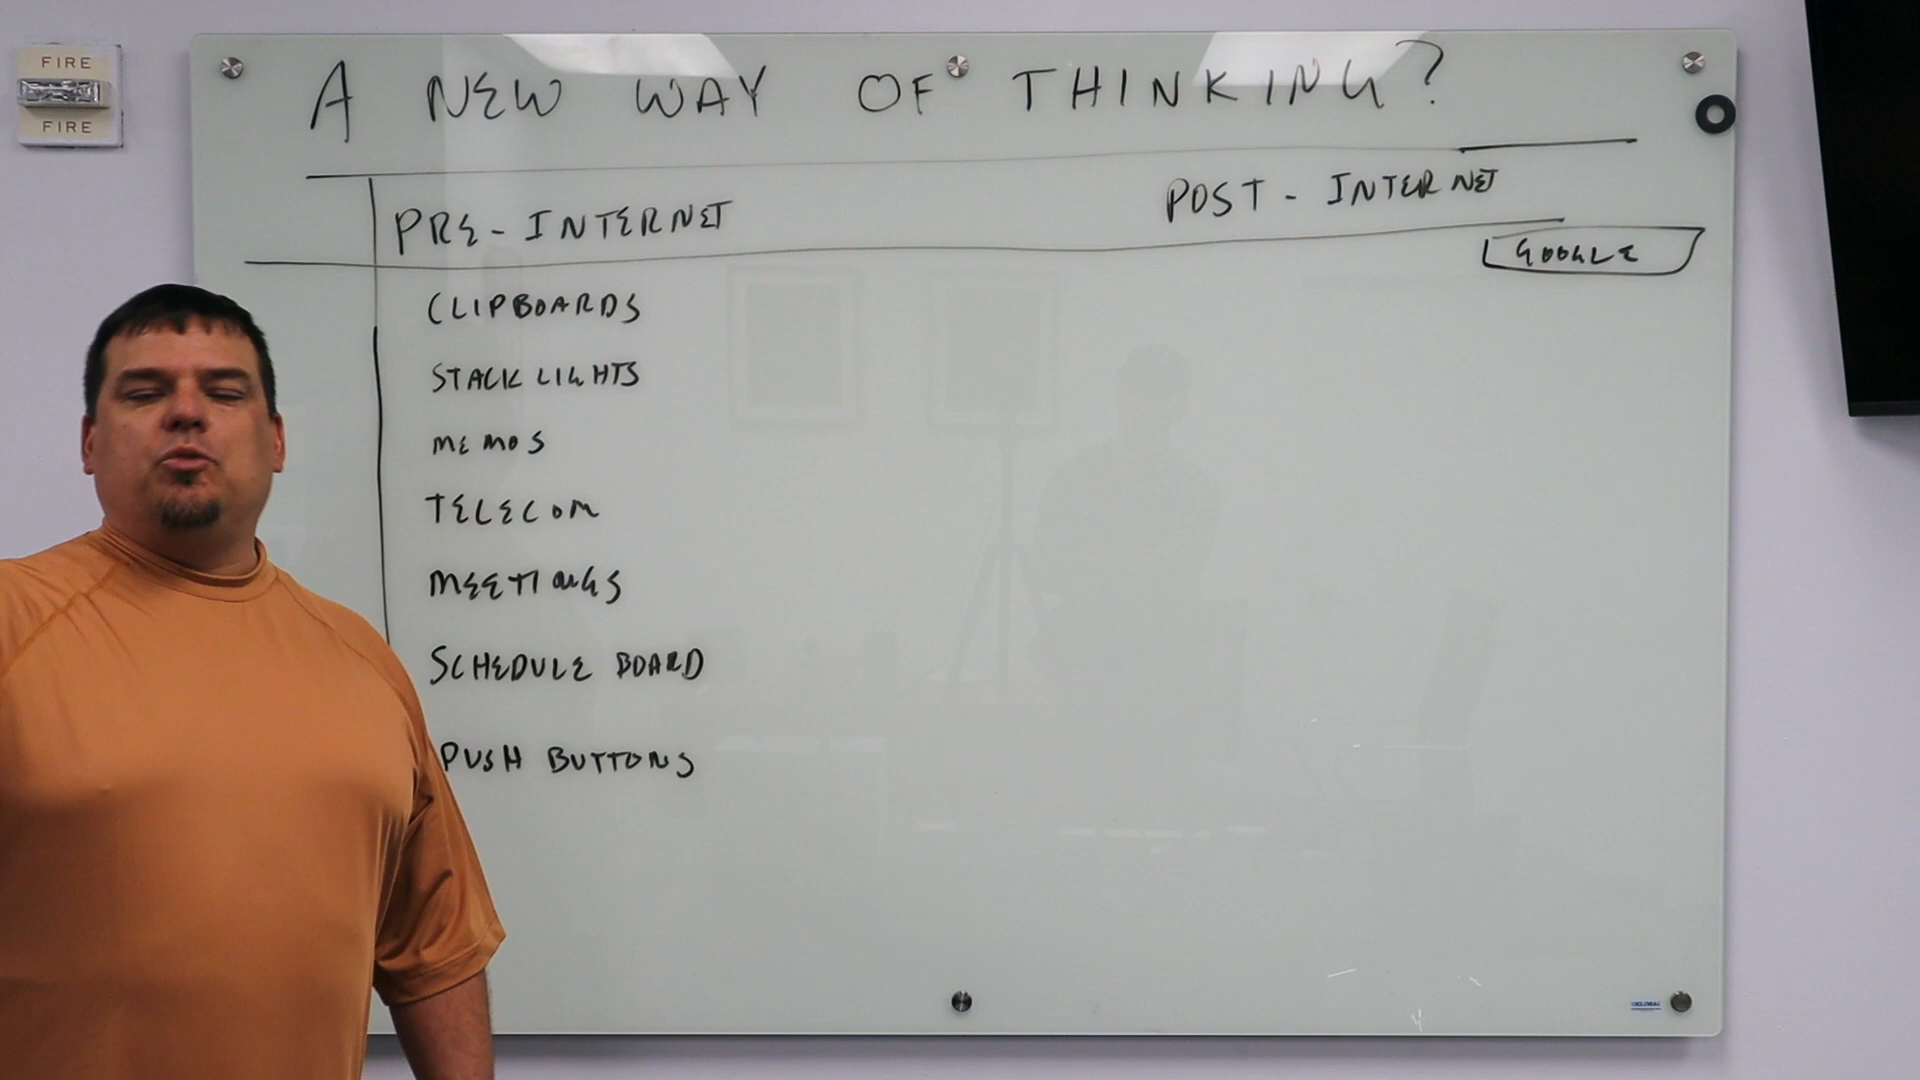 FIRE
FIRE
A NEW WAY OF THINKING?
PRE-INTERNET
POST-INTERNET
GOOGLE
CLIPBOARDS
STACK LIGHTS
MEMOS
TELECOM
MEETINGS
SCHEDULE BOARD
PUSH BUTTONS
GLOBAL